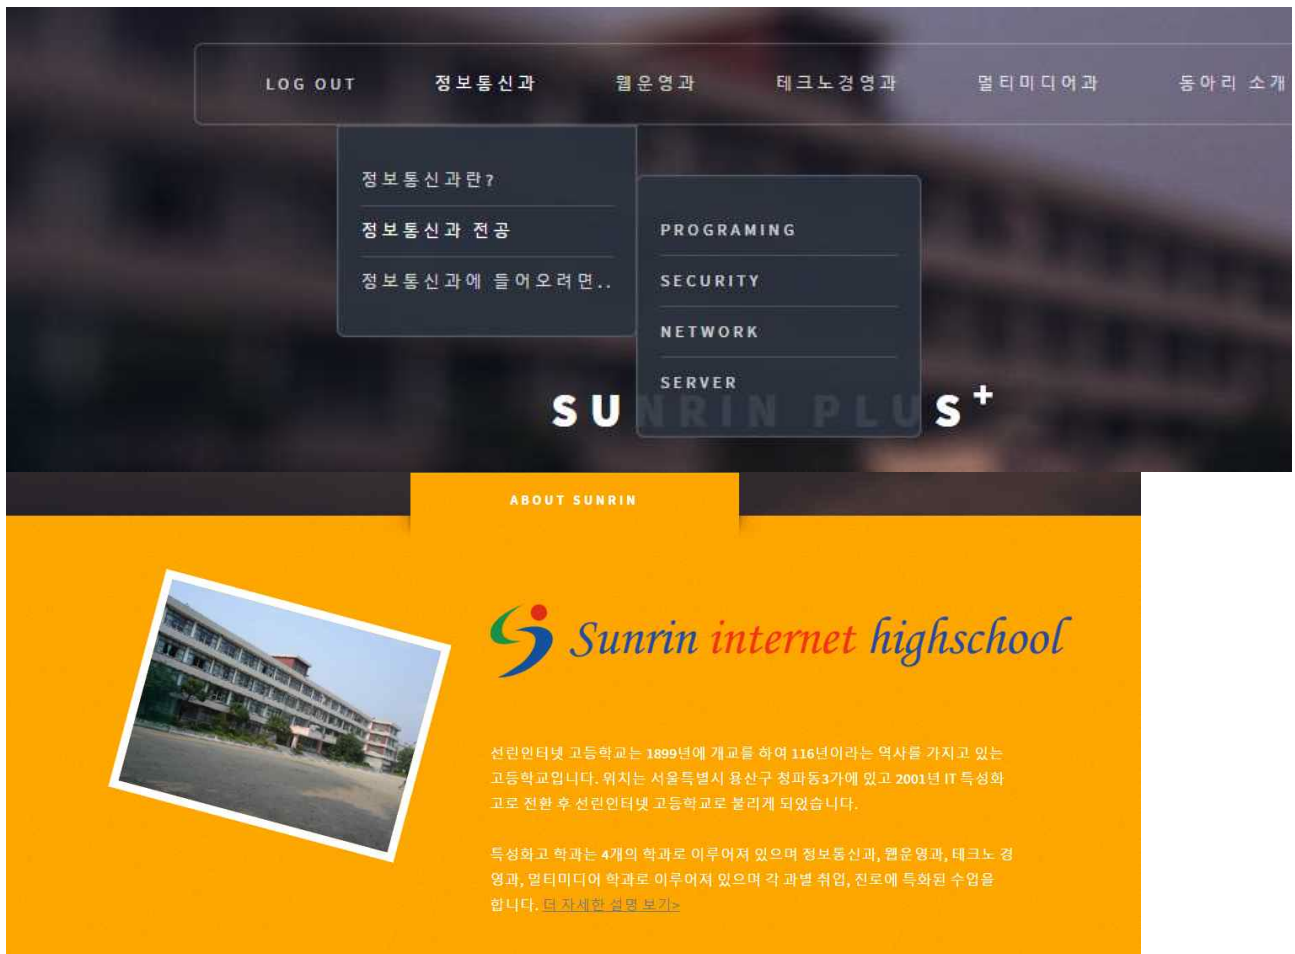 LOG OUT 정보통신과 웹운영과 테크노경영과 멀티미디어과 동아리 소개
정보통신과란?
정보통신과 전공
정보통신과에 들어오려면..
PROGRAMING
SECURITY
NETWORK
SERVER
SUNRIN PLUS+
ABOUT SUNRIN
Sunrin internet highschool
선린인터넷 고등학교는 1899년에 개교를 하여 116년이라는 역사를 가지고 있는
고등학교입니다. 위치는 서울특별시 용산구 청파동3가에 있고 2001년 IT 특성화
고로 전환 후 선린인터넷 고등학교로 불리게 되었습니다.
특성화고 학과는 4개의 학과로 이루어져 있으며 정보통신과, 웹운영과, 테크노 경
영과, 멀티미디어 학과로 이루어져 있으며 각 과별 취업, 진로에 특화된 수업을
합니다. 더 자세한 설명 보기>